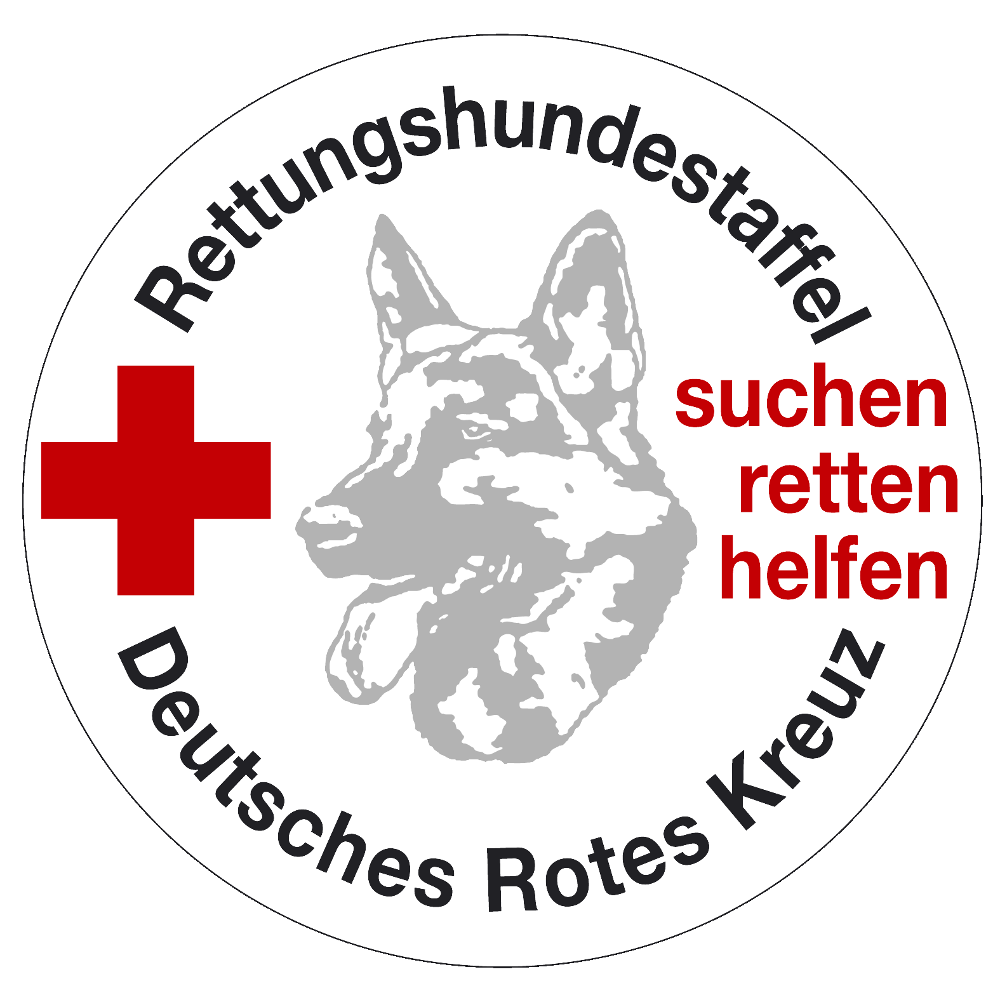 Rettungshundestaffel
suchen
retten
helfen
Deutsches Rotes Kreuz